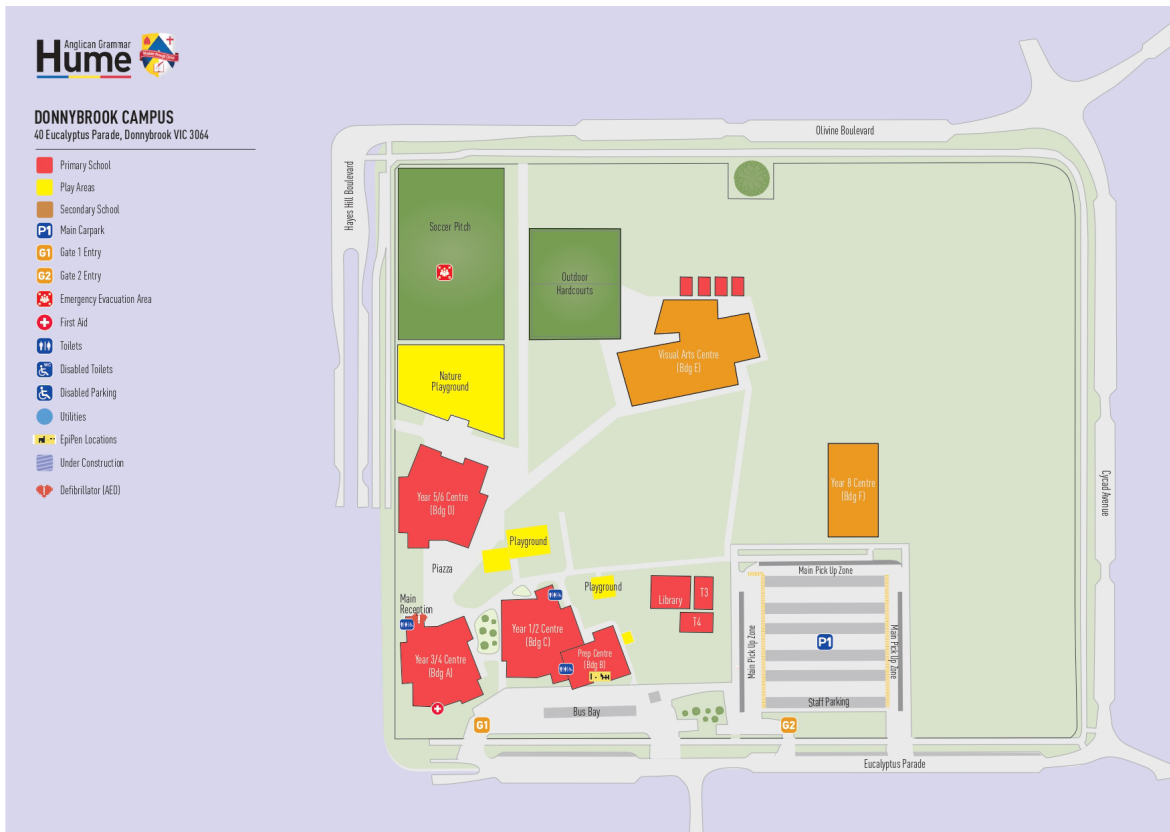 Anglican Grammar
Hume
DONNYBROOK CAMPUS
40 Eucalyptus Parade, Donnybrook VIC 3064
Primary School
Play Areas
Secondary School
P1 Main Carpark
G1 Gate 1 Entry
G2 Gate 2 Entry
Emergency Evacuation Area
First Aid
Toilets
Disabled Toilets
Disabled Parking
Utilities
EpiPen Locations
Under Construction
Defibrillator (AED)
Olivine Boulevard
Hayes Hill Boulevard
Soccer Pitch
Outdoor
Hardcourts
Visual Arts Centre
(Bdg E)
Nature
Playground
Year 5/6 Centre
(Bdg D)
Year 8 Centre
(Bdg F)
Cycad Avenue
Playground
Piazza
Main Pick Up Zone
Playground
Main
Reception
Library
T3
T4
Year 1/2 Centre
(Bdg C)
Year 3/4 Centre
(Bdg A)
Prep Centre
(Bdg B)
Main Pick Up Zone
P1
Main Pick Up Zone
Staff Parking
Bus Bay
G1
G2
Eucalyptus Parade